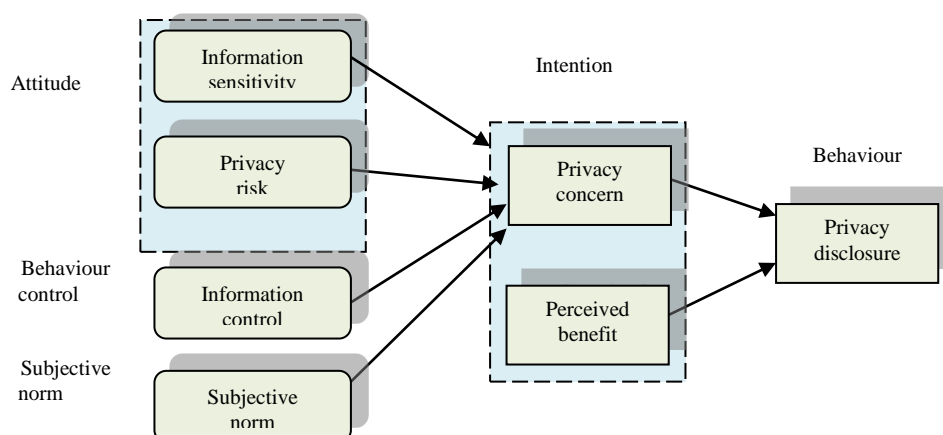 Attitude
Information
sensitivity
Privacy
risk
Behaviour
control
Information
control
Subjective
norm
Subjective
norm
Intention
Privacy
concern
Perceived
benefit
Behaviour
Privacy
disclosure